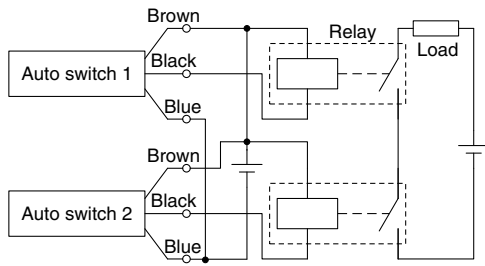 Brown
Relay
Auto switch 1
Black
Load
Blue
Brown
Auto switch 2
Black
Blue